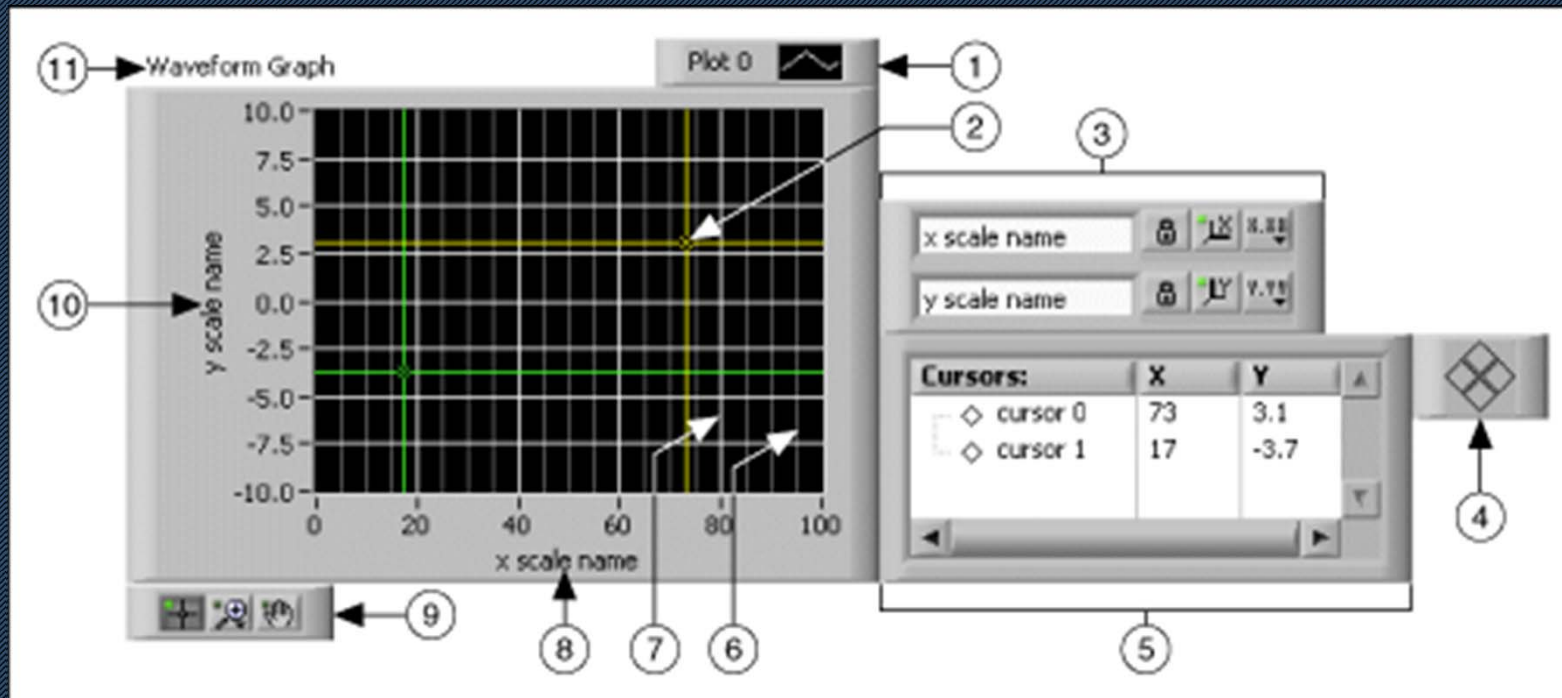 11
Waveform Graph
Plot 0
1
2
3
10.0
7.5
5.0
2.5
0.0
-2.5
-5.0
-7.5
-10.0
y scale name
10
0 20 40 60 80 100
x scale name
x scale name
X
X.XX
y scale name
Y
Y.YY
Cursors: X Y
cursor 0 73 3.1
cursor 1 17 -3.7
4
9
8
7
6
5